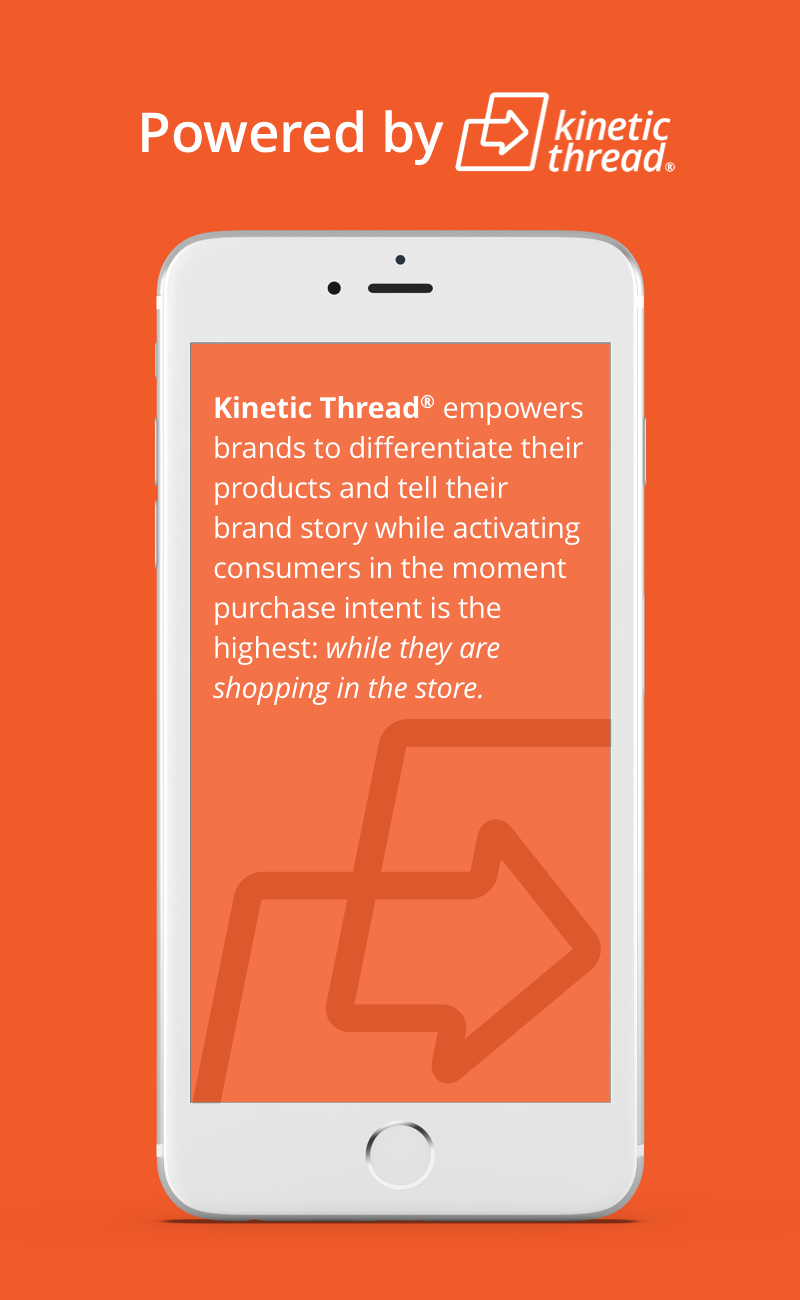 Powered by kinetic
thread®
Kinetic Thread® empowers
brands to differentiate their
products and tell their
brand story while activating
consumers in the moment
purchase intent is the
highest: while they are
shopping in the store.